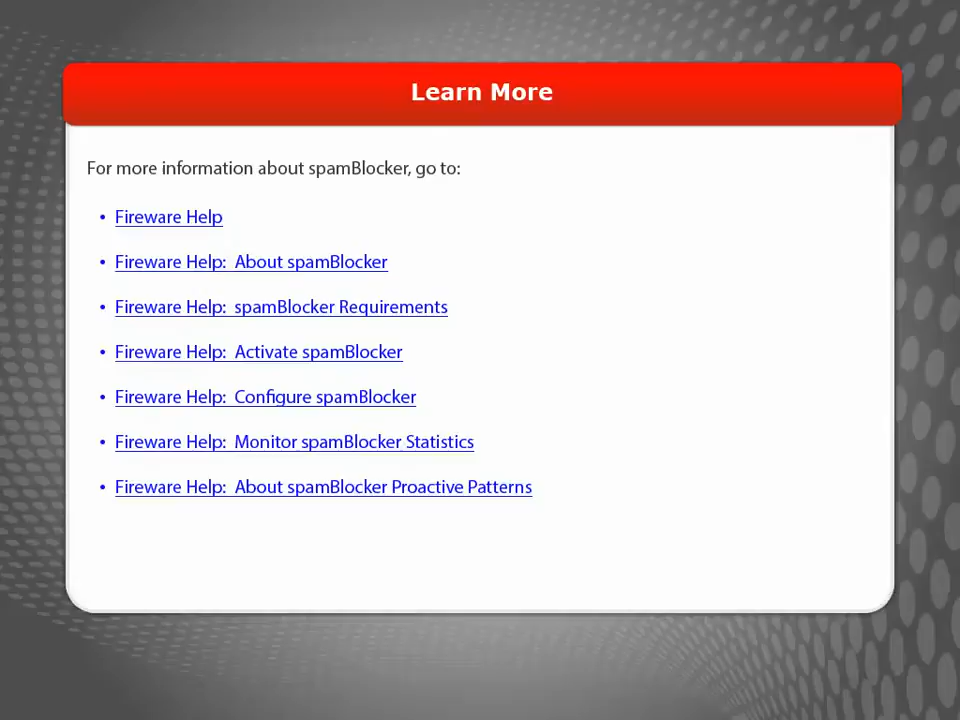 Learn More
For more information about spamBlocker, go to:
• Fireware Help
• Fireware Help:  About spamBlocker
• Fireware Help:  spamBlocker Requirements
• Fireware Help:  Activate spamBlocker
• Fireware Help:  Configure spamBlocker
• Fireware Help:  Monitor spamBlocker Statistics
• Fireware Help:  About spamBlocker Proactive Patterns